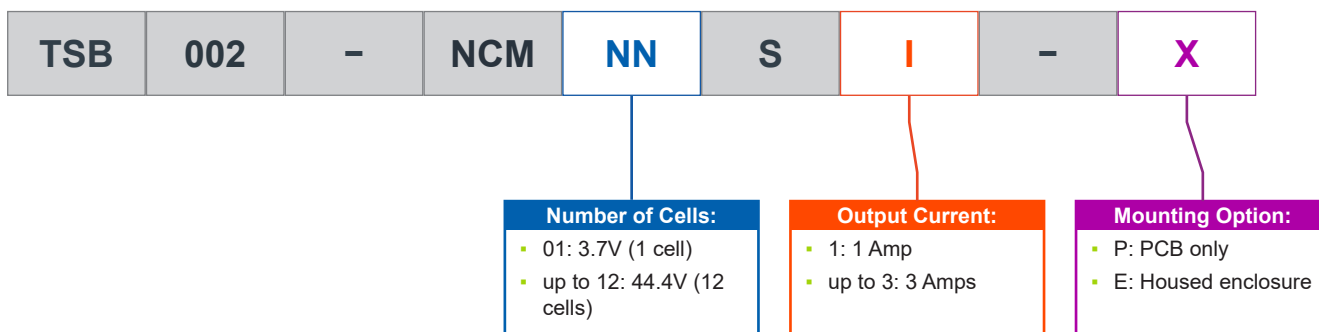 TSB 002 – NCM NN S I – X
Number of Cells:
▪ 01: 3.7V (1 cell)
▪ up to 12: 44.4V (12
cells)
Output Current:
▪ 1: 1 Amp
▪ up to 3: 3 Amps
Mounting Option:
▪ P: PCB only
▪ E: Housed enclosure